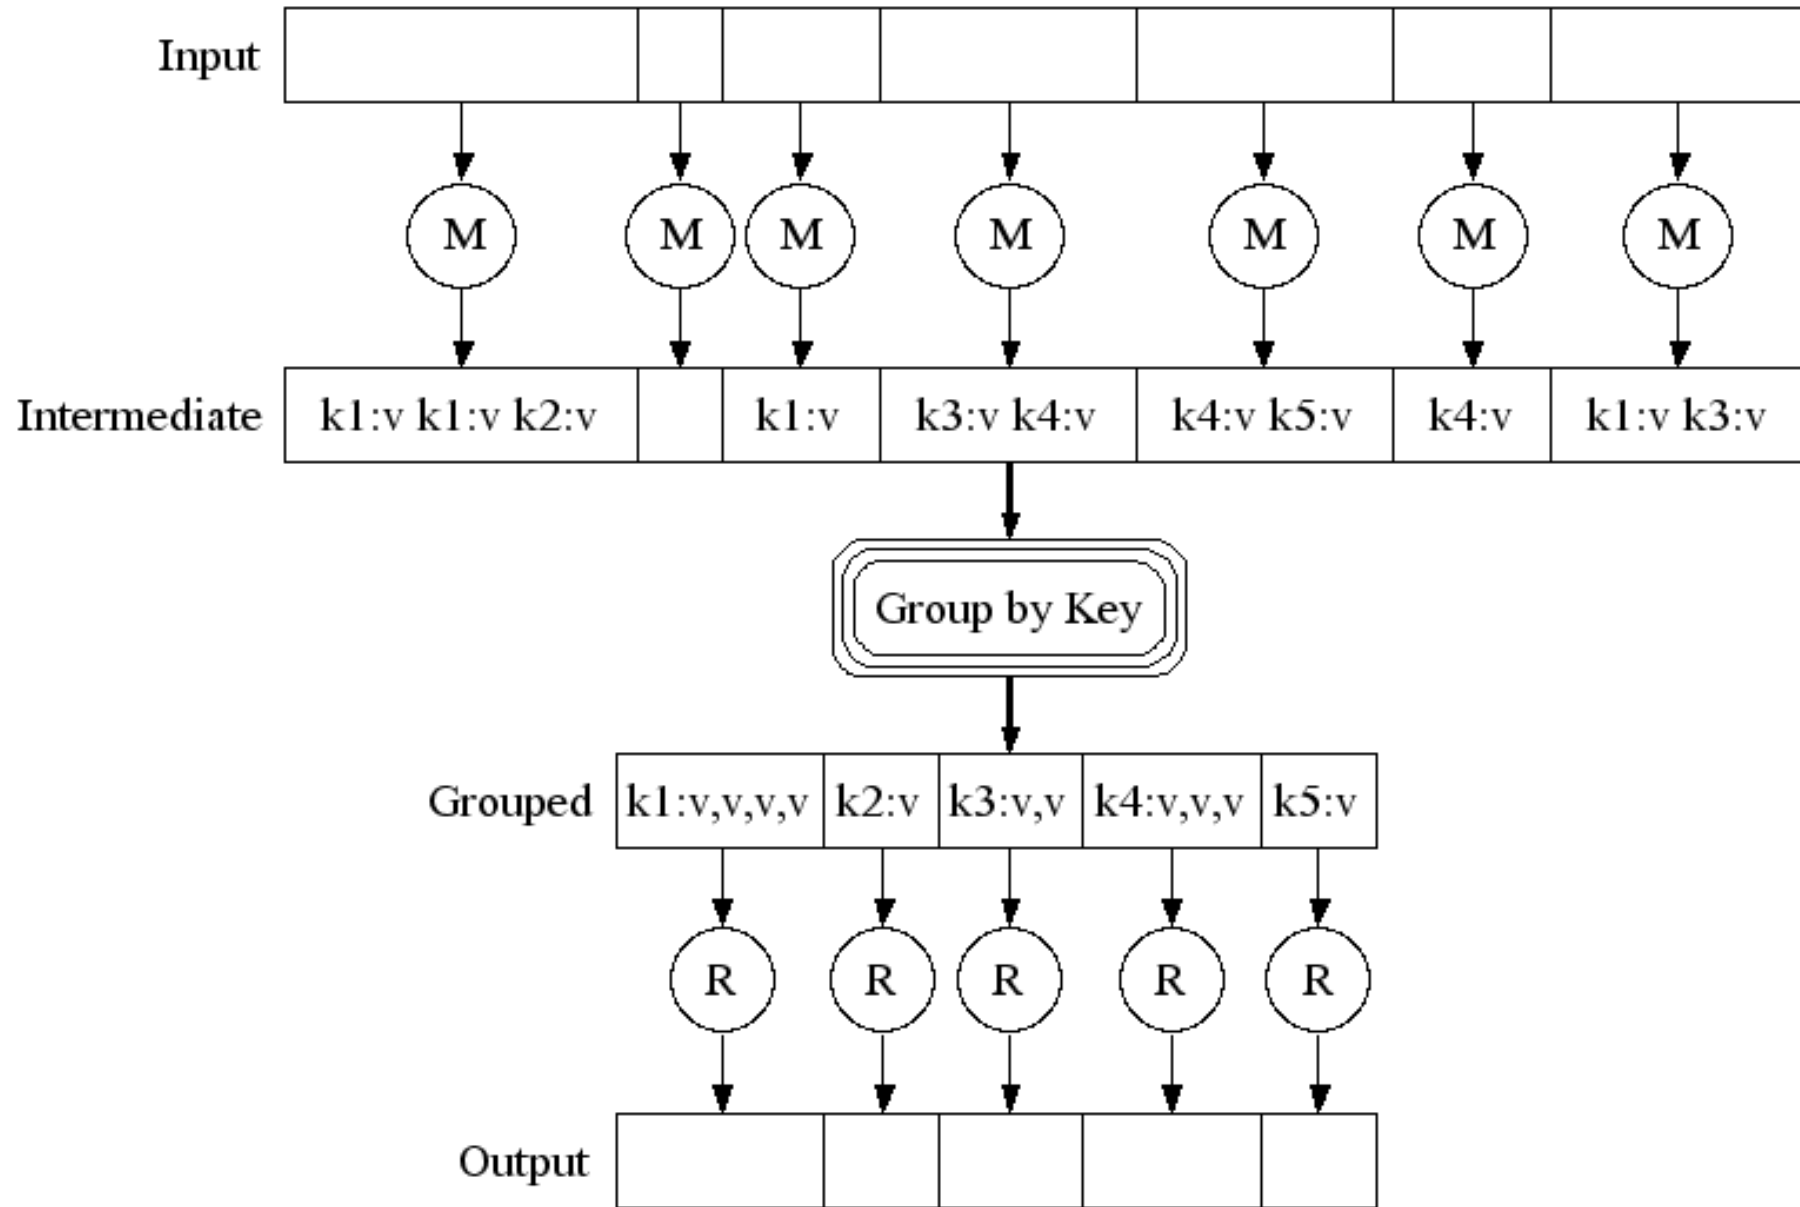 Input
M M M M M M M
Intermediate k1:v k1:v k2:v k1:v k3:v k4:v k4:v k5:v k4:v k1:v k3:v
Group by Key
Grouped k1:v,v,v,v k2:v k3:v,v k4:v,v,v k5:v
R R R R R
Output